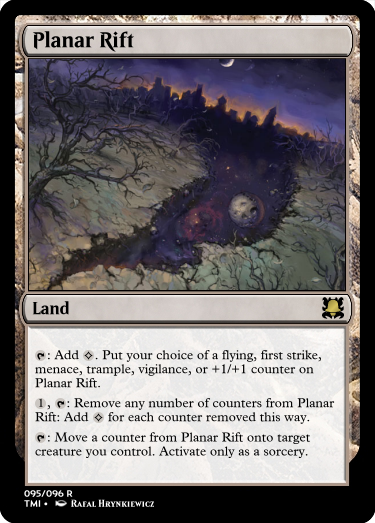 Planar Rift
Land
: Add . Put your choice of a flying, first strike,
menace, trample, vigilance, or +1/+1 counter on
Planar Rift.
1, : Remove any number of counters from Planar
Rift: Add  for each counter removed this way.
: Move a counter from Planar Rift onto target
creature you control. Activate only as a sorcery.
095/096 R
TMI • Rafal Hrynkiewicz